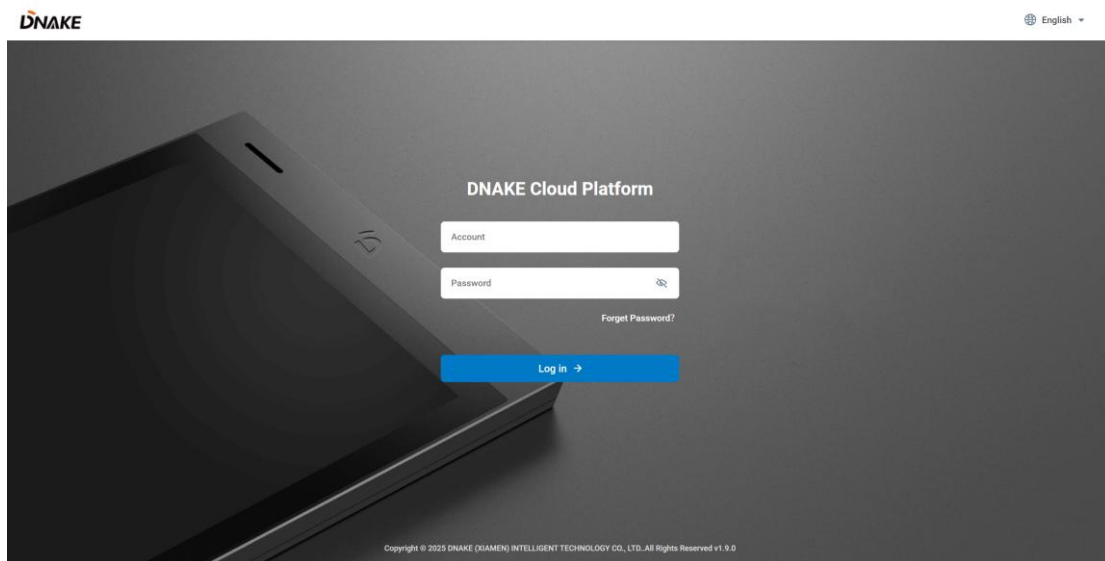 DNAKE
English
DNAKE Cloud Platform
Account
Password
Forget Password?
Log in
Copyright © 2025 DNAKE (XIAMEN) INTELLIGENT TECHNOLOGY CO., LTD..All Rights Reserved v1.9.0